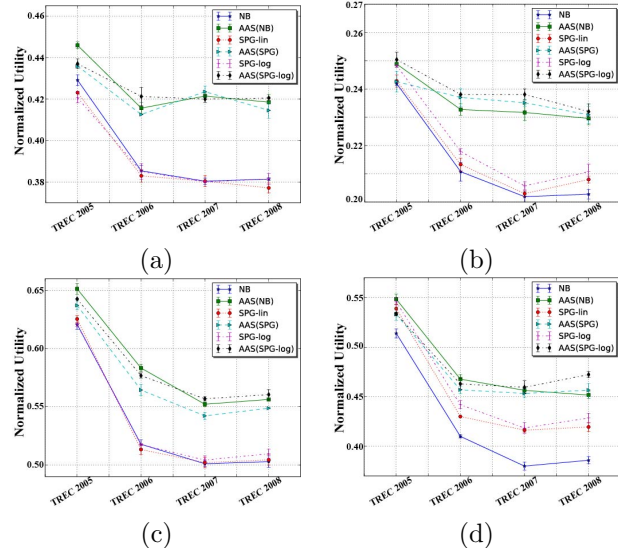 0.46
0.44
0.42
0.40
0.38
Normalized Utility
NB
AAS(NB)
SPG-lin
AAS(SPG)
SPG-log
AAS(SPG-log)
TREC 2005
TREC 2006
TREC 2007
TREC 2008
(a)
0.27
0.26
0.24
0.22
0.20
Normalized Utility
NB
AAS(NB)
SPG-lin
AAS(SPG)
SPG-log
AAS(SPG-log)
TREC 2005
TREC 2006
TREC 2007
TREC 2008
(b)
0.65
0.60
0.55
0.50
Normalized Utility
NB
AAS(NB)
SPG-lin
AAS(SPG)
SPG-log
AAS(SPG-log)
TREC 2005
TREC 2006
TREC 2007
TREC 2008
(c)
0.55
0.50
0.45
0.40
Normalized Utility
NB
AAS(NB)
SPG-lin
AAS(SPG)
SPG-log
AAS(SPG-log)
TREC 2005
TREC 2006
TREC 2007
TREC 2008
(d)